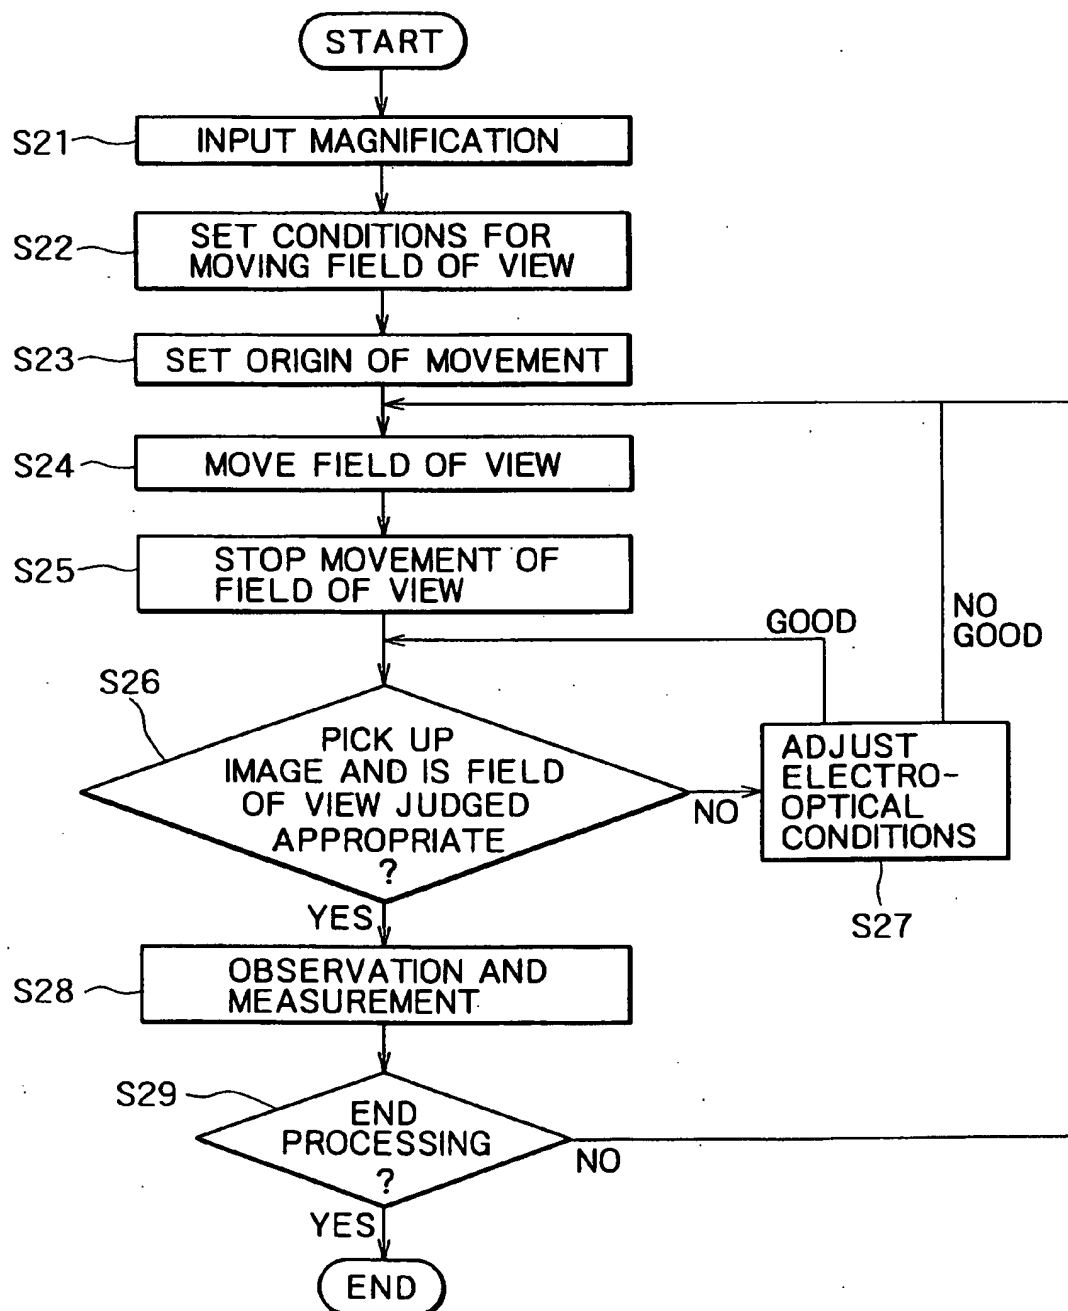 START
S21
INPUT MAGNIFICATION
S22
SET CONDITIONS FOR
MOVING FIELD OF VIEW
S23
SET ORIGIN OF MOVEMENT
S24
MOVE FIELD OF VIEW
S25
STOP MOVEMENT OF
FIELD OF VIEW
GOOD
NO
GOOD
S26
PICK UP
IMAGE AND IS FIELD
OF VIEW JUDGED
APPROPRIATE
?
NO
ADJUST
ELECTRO-
OPTICAL
CONDITIONS
S27
YES
S28
OBSERVATION AND
MEASUREMENT
S29
END
PROCESSING
?
NO
YES
END